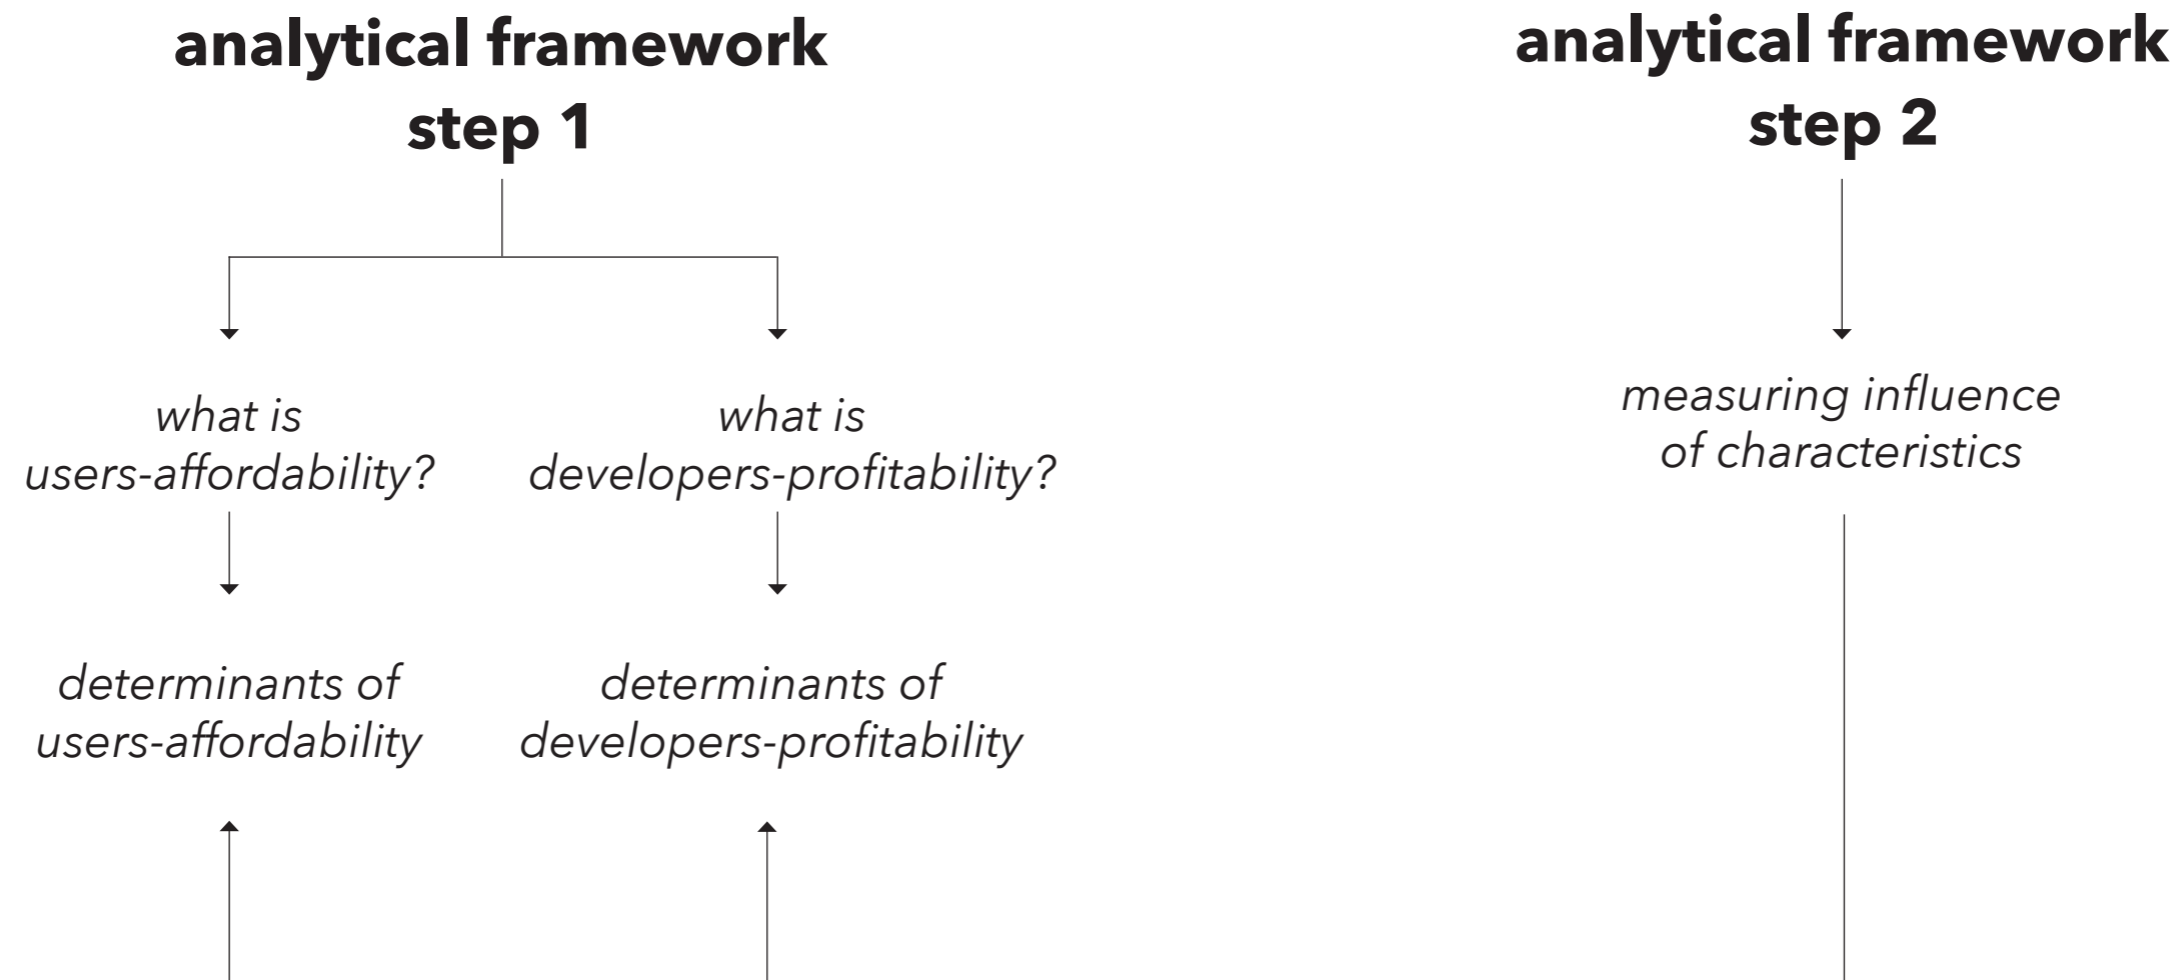 analytical framework
step 1
what is
users-affordability?
determinants of
users-affordability
what is
developers-profitability?
determinants of
developers-profitability
analytical framework
step 2
measuring influence
of characteristics